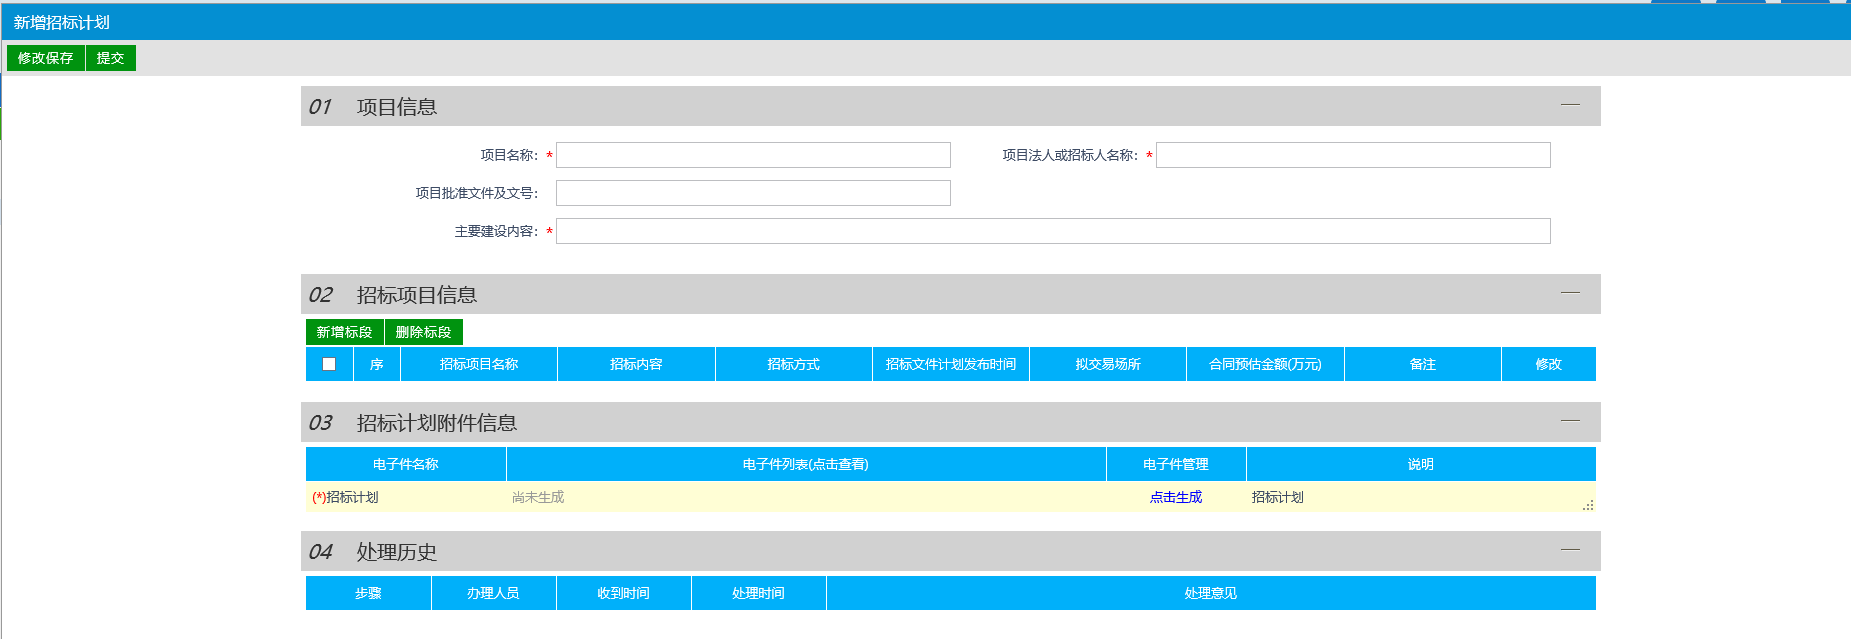 新增招标计划
修改保存 提交
01 项目信息
项目名称: * 项目法人或招标人名称: *
项目批准文件及文号:
主要建设内容: *
02 招标项目信息
新增标段 删除标段
序 招标项目名称 招标内容 招标方式 招标文件计划发布时间 拟交易场所 合同预估金额(万元) 备注 修改
03 招标计划附件信息
电子件名称 电子件列表(点击查看) 电子件管理 说明
(*)招标计划 尚未生成 点击生成 招标计划
04 处理历史
步骤 办理人员 收到时间 处理时间 处理意见